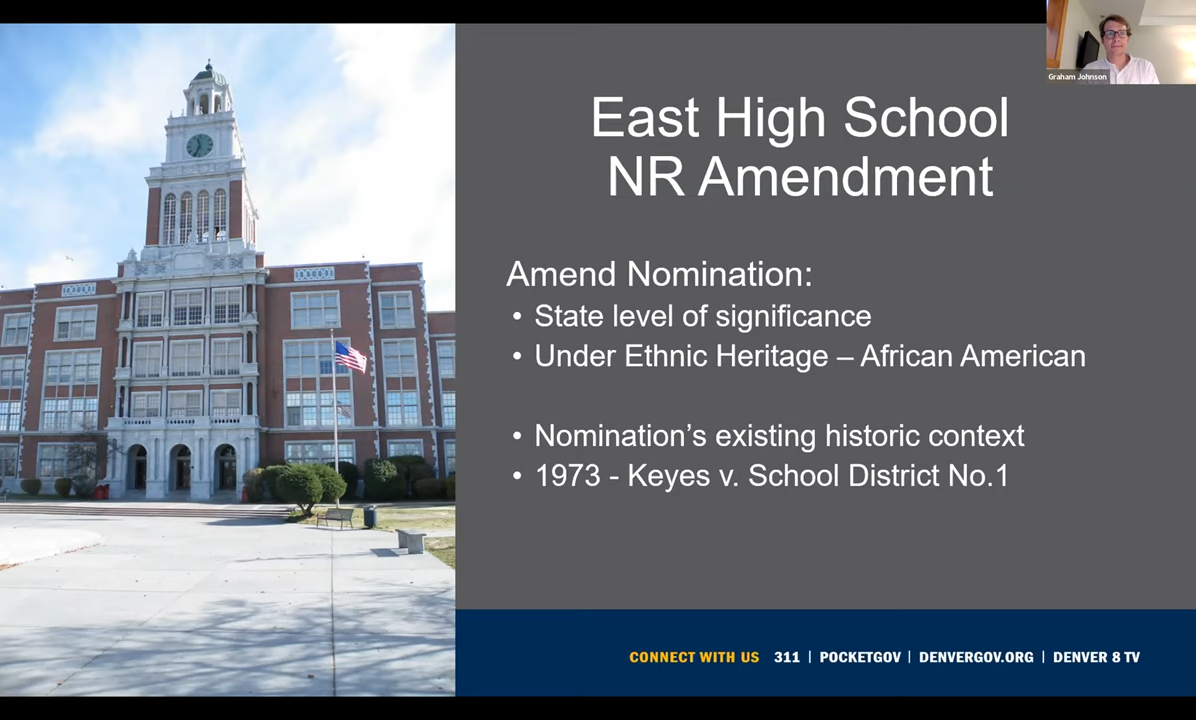 Graham Johnson
East High School
NR Amendment
Amend Nomination:
• State level of significance
• Under Ethnic Heritage – African American
• Nomination’s existing historic context
• 1973 - Keyes v. School District No.1
CONNECT WITH US 311 | POCKETGOV | DENVERGOV.ORG | DENVER 8 TV